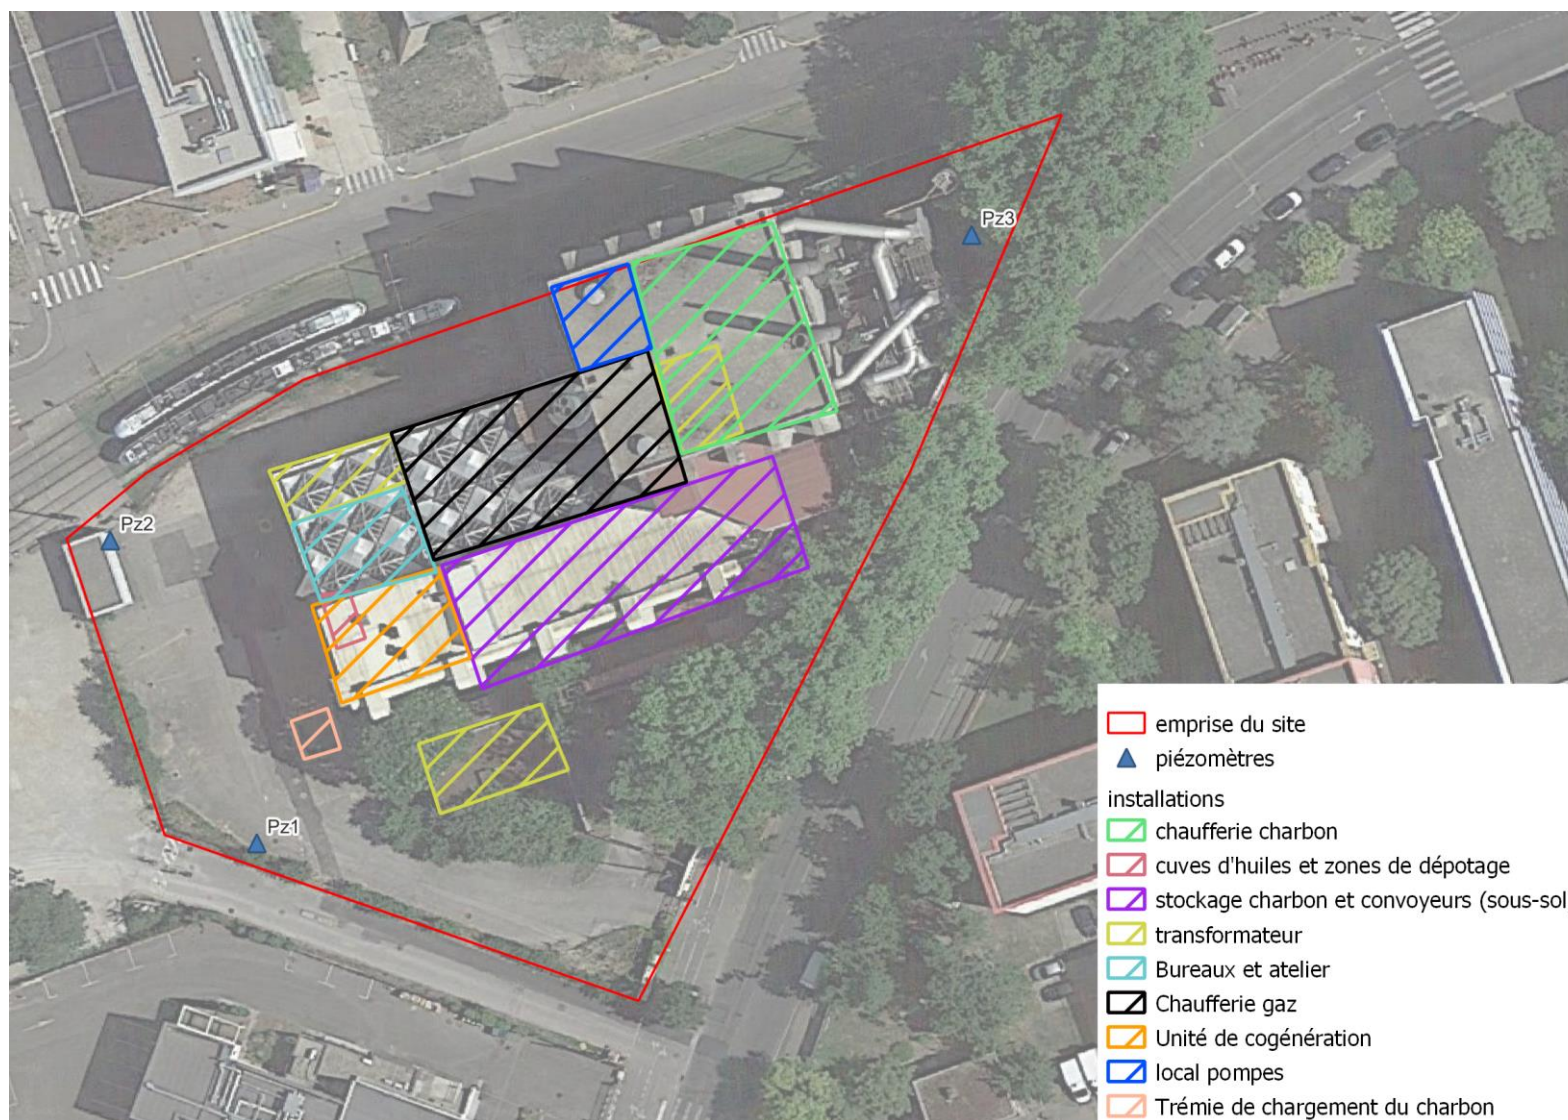 Pz3
Pz2
Pz1
emprise du site
piézomètres
installations
chaufferie charbon
cuves d'huiles et zones de dépotage
stockage charbon et convoyeurs (sous-sol
transformateur
Bureaux et atelier
Chaufferie gaz
Unité de cogénération
local pompes
Trémie de chargement du charbon